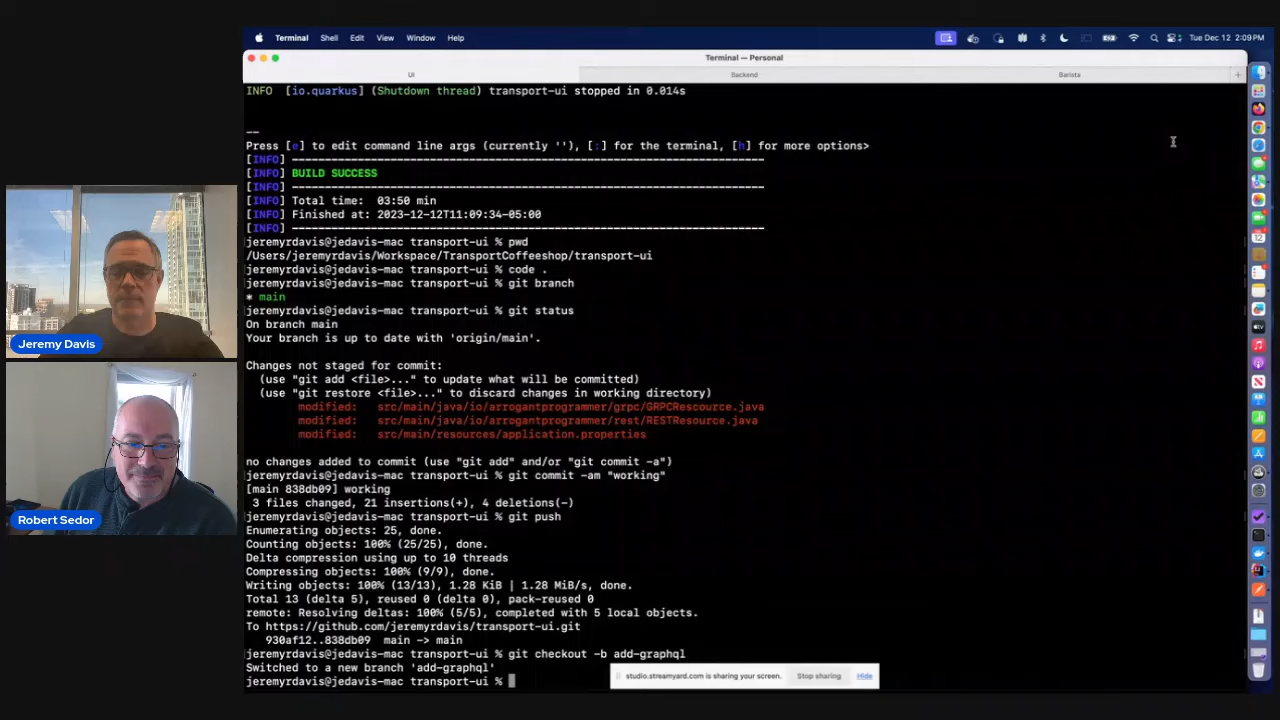 Terminal Shell Edit View Window Help
Tue Dec 12 2:09 PM
Terminal — Personal
UI
Backend
Barista
+
INFO [io.quarkus] (Shutdown thread) transport-ui stopped in 0.014s
--
Press [e] to edit command line args (currently ''), [:] for the terminal, [h] for more options>
[INFO] ------------------------------------------------------------------------
[INFO] BUILD SUCCESS
[INFO] ------------------------------------------------------------------------
[INFO] Total time: 03:50 min
[INFO] Finished at: 2023-12-12T11:09:34-05:00
[INFO] ------------------------------------------------------------------------
jeremyrdavis@jedavis-mac transport-ui % pwd
/Users/jeremyrdavis/Workspace/TransportCoffeeshop/transport-ui
jeremyrdavis@jedavis-mac transport-ui % code .
jeremyrdavis@jedavis-mac transport-ui % git branch
* main
jeremyrdavis@jedavis-mac transport-ui % git status
On branch main
Your branch is up to date with 'origin/main'.
Changes not staged for commit:
(use "git add <file>..." to update what will be committed)
(use "git restore <file>..." to discard changes in working directory)
modified: src/main/java/io/arrogantprogrammer/grpc/GRPCRescource.java
modified: src/main/java/io/arrogantprogrammer/rest/RESTResource.java
modified: src/main/resources/application.properties
no changes added to commit (use "git add" and/or "git commit -a")
jeremyrdavis@jedavis-mac transport-ui % git commit -am "working"
[main 838db09] working
3 files changed, 21 insertions(+), 4 deletions(-)
jeremyrdavis@jedavis-mac transport-ui % git push
Enumerating objects: 25, done.
Counting objects: 100% (25/25), done.
Delta compression using up to 10 threads
Compressing objects: 100% (9/9), done.
Writing objects: 100% (13/13), 1.28 KiB | 1.28 MiB/s, done.
Total 13 (delta 5), reused 0 (delta 0), pack-reused 0
remote: Resolving deltas: 100% (5/5), completed with 5 local objects.
To https://github.com/jeremyrdavis/transport-ui.git
930af12..838db09 main -> main
jeremyrdavis@jedavis-mac transport-ui % git checkout -b add-graphql
Switched to a new branch 'add-graphql'
jeremyrdavis@jedavis-mac transport-ui %
studio.streamyard.com is sharing your screen. Stop sharing Hide
Jeremy Davis
Robert Sedor